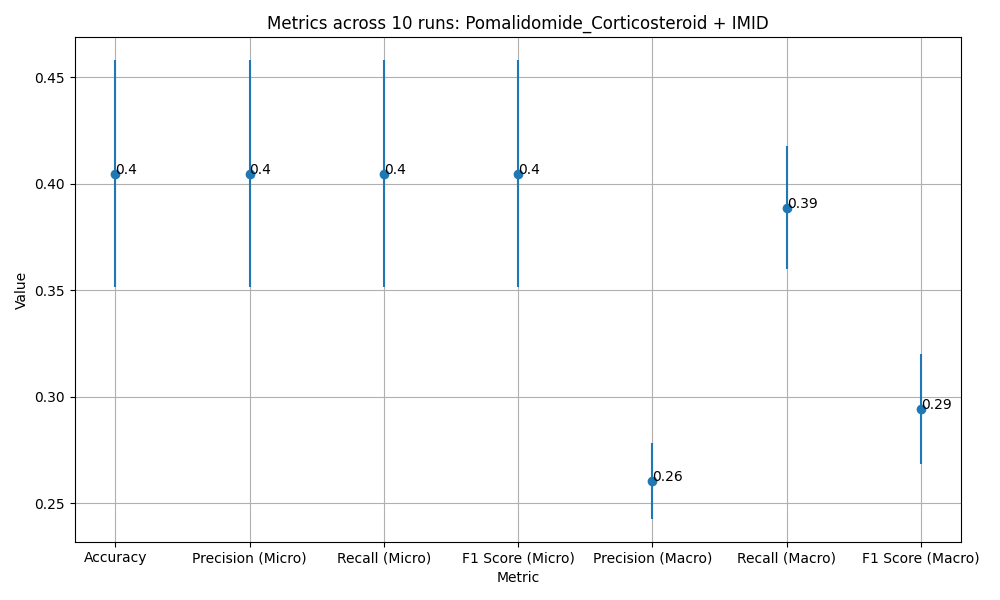 Metrics across 10 runs: Pomalidomide_Corticosteroid + IMID
Value
0.45
0.40
0.35
0.30
0.25
0.4
0.4
0.4
0.4
0.26
0.39
0.29
Accuracy
Precision (Micro)
Recall (Micro)
F1 Score (Micro)
Precision (Macro)
Recall (Macro)
F1 Score (Macro)
Metric